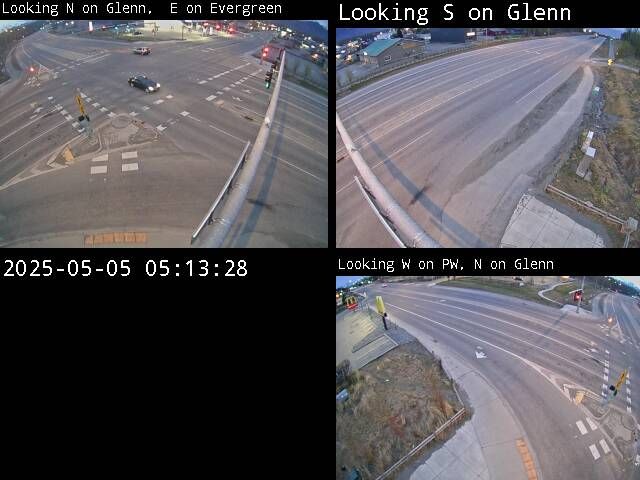 Looking N on Glenn,  E on Evergreen
Looking S on Glenn
2025-05-05 05:13:28
Looking W on PW, N on Glenn